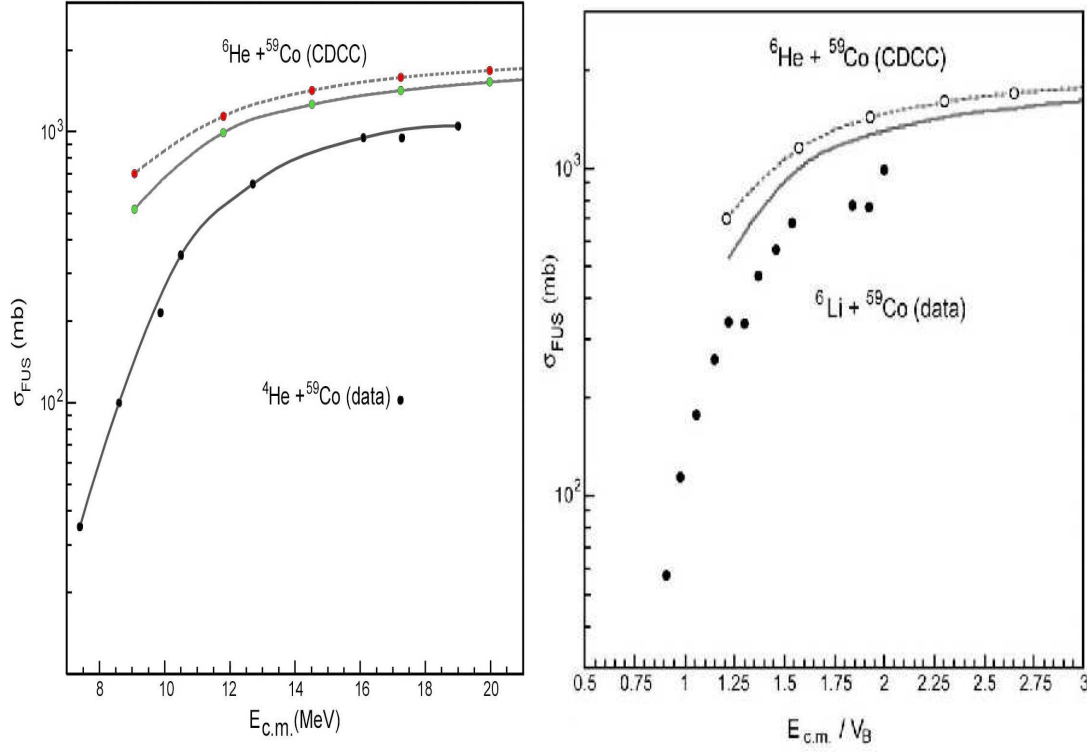 ⁶He + ⁵⁹Co (CDCC)
10³
σFUS (mb)
⁴He + ⁵⁹Co (data)
10²
8 10 12 14 16 18 20
Ec.m.(MeV)
⁶He + ⁵⁹Co (CDCC)
10³
σFUS (mb)
⁶Li + ⁵⁹Co (data)
10²
0.5 0.75 1 1.25 1.5 1.75 2 2.25 2.5 2.75 3
Ec.m. / VB